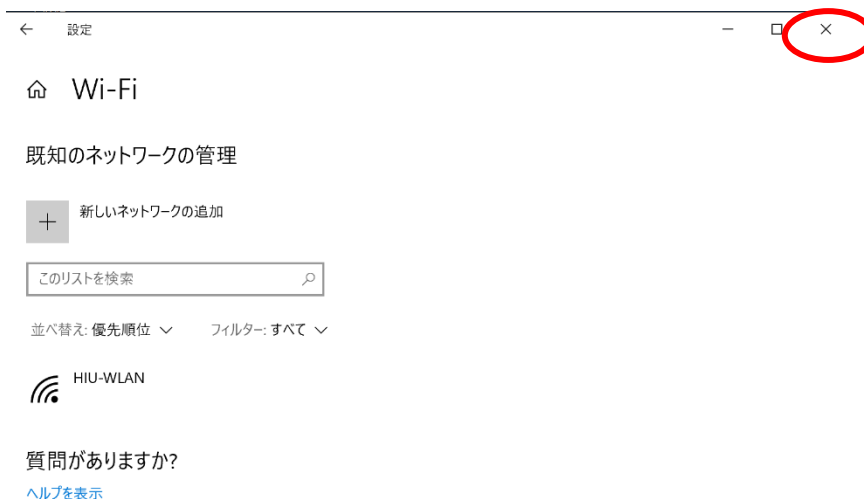 設定
Wi-Fi
既知のネットワークの管理
新しいネットワークの追加
このリストを検索
並べ替え: 優先順位 フィルター: すべて
HIU-WLAN
質問がありますか?
ヘルプを表示